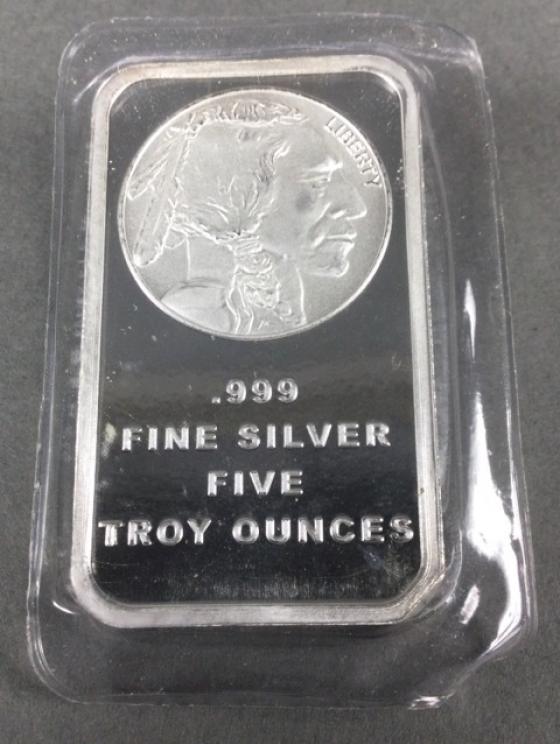 LIBERTY
.999
FINE SILVER
FIVE
TROY OUNCES